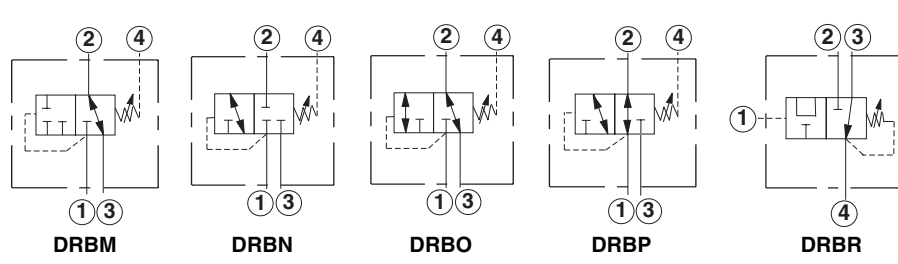 2 4 2 4 2 4 2 4 2 3
1
1 3 1 3 1 3 1 3 4
DRBM DRBN DRBO DRBP DRBR